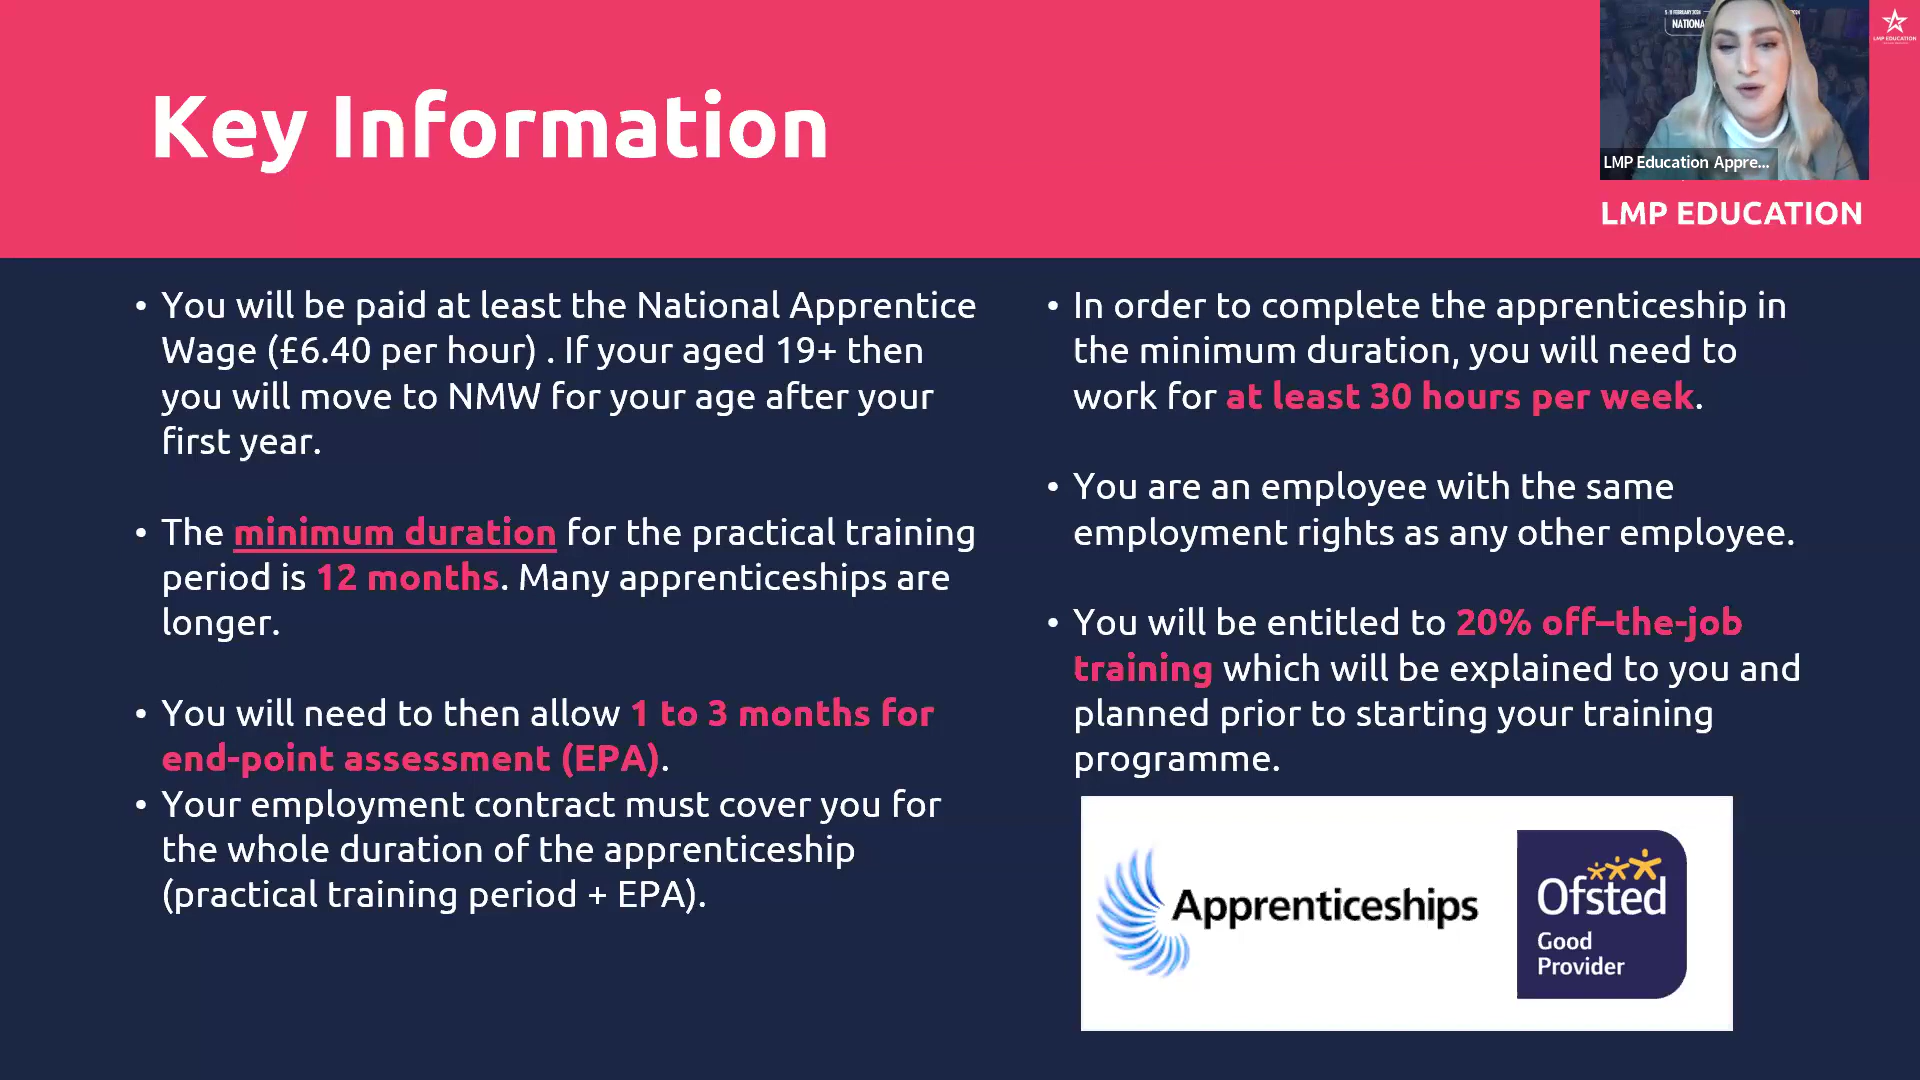 Key Information
5 - 11 FEBRUARY 2024
NATIONA
LMP EDUCATION
LMP Education Appre...
LMP EDUCATION
• You will be paid at least the National Apprentice
Wage (£6.40 per hour) . If your aged 19+ then
you will move to NMW for your age after your
first year.
• The minimum duration for the practical training
period is 12 months. Many apprenticeships are
longer.
• You will need to then allow 1 to 3 months for
end-point assessment (EPA).
• Your employment contract must cover you for
the whole duration of the apprenticeship
(practical training period + EPA).
• In order to complete the apprenticeship in
the minimum duration, you will need to
work for at least 30 hours per week.
• You are an employee with the same
employment rights as any other employee.
• You will be entitled to 20% off–the-job
training which will be explained to you and
planned prior to starting your training
programme.
Apprenticeships
Ofsted
Good
Provider